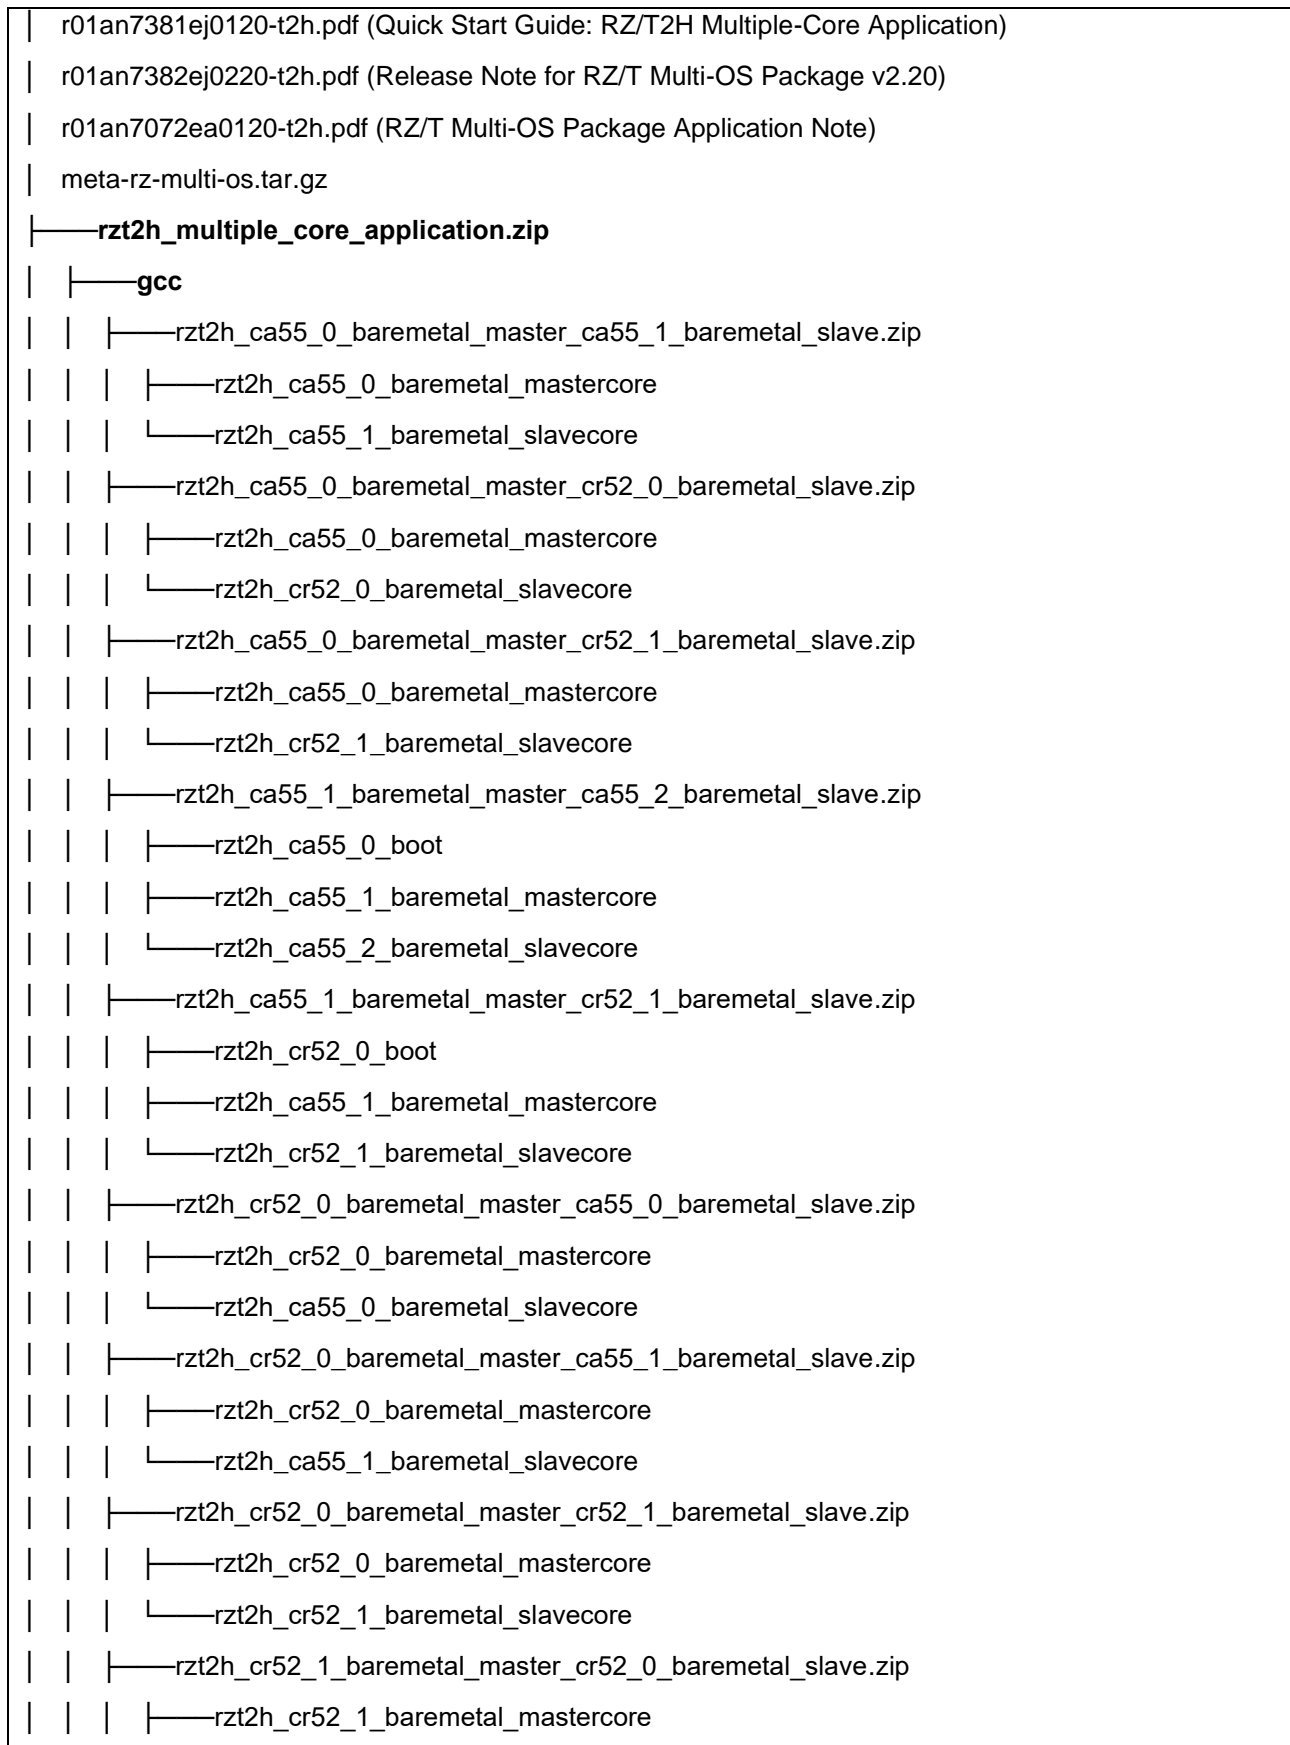 │ r01an7381ej0120-t2h.pdf (Quick Start Guide: RZ/T2H Multiple-Core Application)
│ r01an7382ej0220-t2h.pdf (Release Note for RZ/T Multi-OS Package v2.20)
│ r01an7072ea0120-t2h.pdf (RZ/T Multi-OS Package Application Note)
│ meta-rz-multi-os.tar.gz
├───rzt2h_multiple_core_application.zip
│ ├───gcc
│ │ ├───rzt2h_ca55_0_baremetal_master_ca55_1_baremetal_slave.zip
│ │ │ ├───rzt2h_ca55_0_baremetal_mastercore
│ │ │ └───rzt2h_ca55_1_baremetal_slavecore
│ │ ├───rzt2h_ca55_0_baremetal_master_cr52_0_baremetal_slave.zip
│ │ │ ├───rzt2h_ca55_0_baremetal_mastercore
│ │ │ └───rzt2h_cr52_0_baremetal_slavecore
│ │ ├───rzt2h_ca55_0_baremetal_master_cr52_1_baremetal_slave.zip
│ │ │ ├───rzt2h_ca55_0_baremetal_mastercore
│ │ │ └───rzt2h_cr52_1_baremetal_slavecore
│ │ ├───rzt2h_ca55_1_baremetal_master_ca55_2_baremetal_slave.zip
│ │ │ ├───rzt2h_ca55_0_boot
│ │ │ ├───rzt2h_ca55_1_baremetal_mastercore
│ │ │ └───rzt2h_ca55_2_baremetal_slavecore
│ │ ├───rzt2h_ca55_1_baremetal_master_cr52_1_baremetal_slave.zip
│ │ │ ├───rzt2h_cr52_0_boot
│ │ │ ├───rzt2h_ca55_1_baremetal_mastercore
│ │ │ └───rzt2h_cr52_1_baremetal_slavecore
│ │ ├───rzt2h_cr52_0_baremetal_master_ca55_0_baremetal_slave.zip
│ │ │ ├───rzt2h_cr52_0_baremetal_mastercore
│ │ │ └───rzt2h_ca55_0_baremetal_slavecore
│ │ ├───rzt2h_cr52_0_baremetal_master_ca55_1_baremetal_slave.zip
│ │ │ ├───rzt2h_cr52_0_baremetal_mastercore
│ │ │ └───rzt2h_ca55_1_baremetal_slavecore
│ │ ├───rzt2h_cr52_0_baremetal_master_cr52_1_baremetal_slave.zip
│ │ │ ├───rzt2h_cr52_0_baremetal_mastercore
│ │ │ └───rzt2h_cr52_1_baremetal_slavecore
│ │ ├───rzt2h_cr52_1_baremetal_master_cr52_0_baremetal_slave.zip
│ │ │ ├───rzt2h_cr52_1_baremetal_mastercore